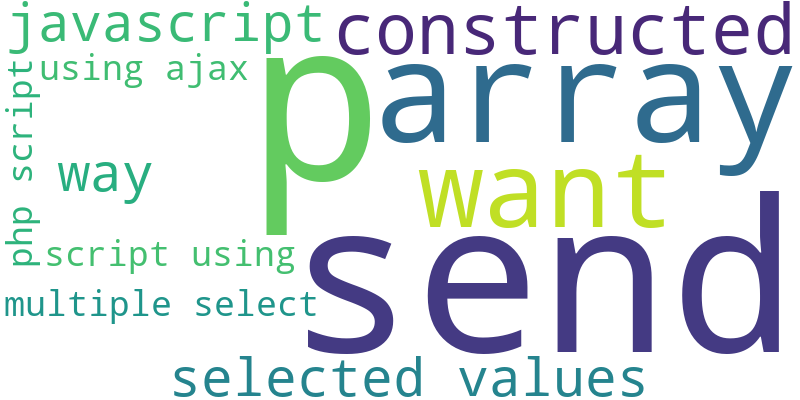 javascript
constructed
using ajax
p
array
php script
way
want
script using
send
multiple select
selected values